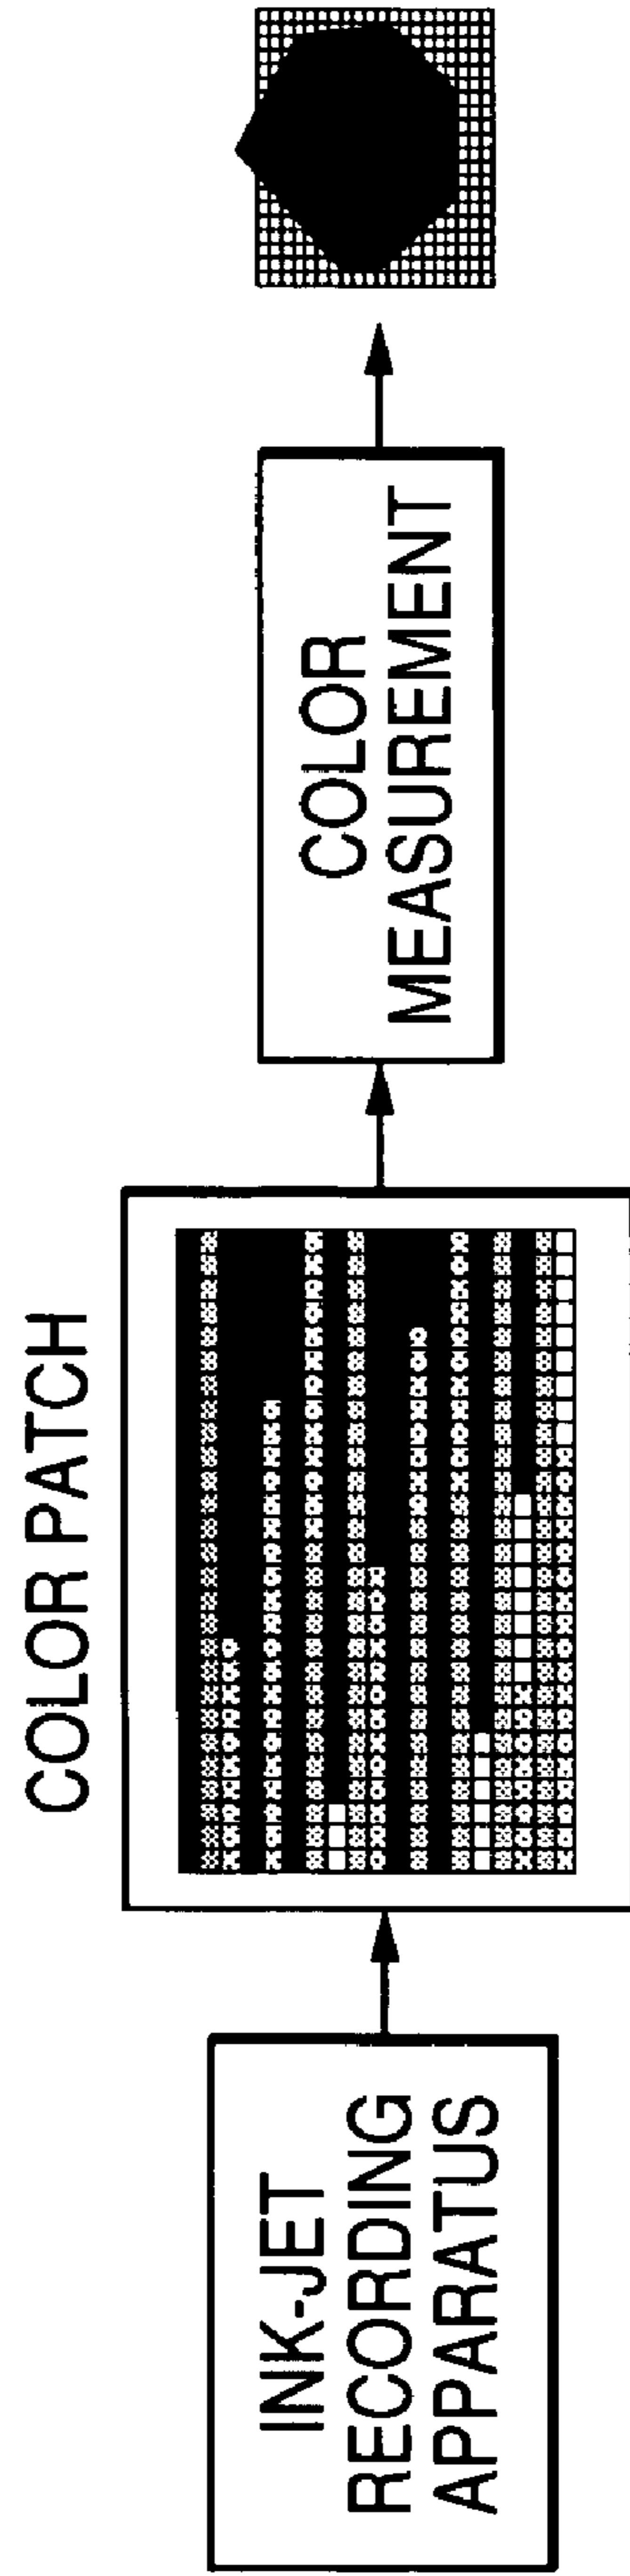 INK-JET
RECORDING
APPARATUS
COLOR PATCH
COLOR
MEASUREMENT